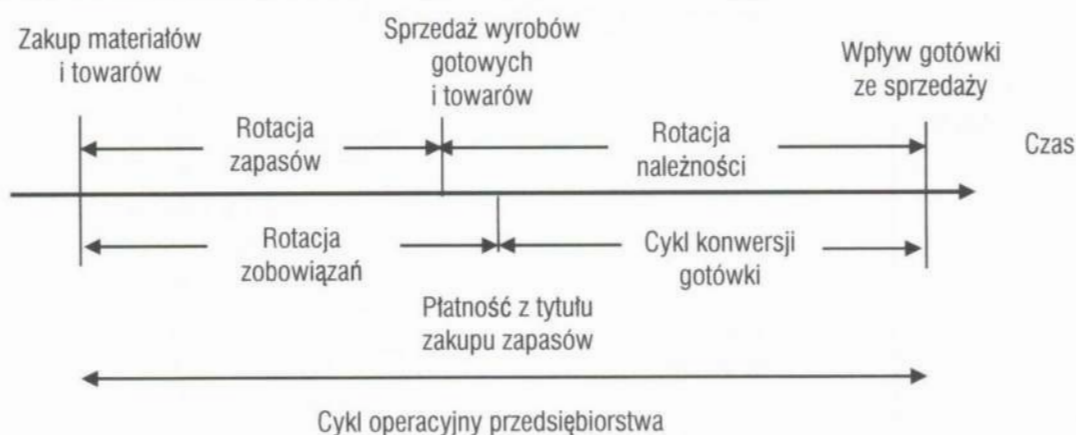 Zakup materiałów
i towarów
Sprzedaż wyrobów
gotowych
i towarów
Wpływ gotówki
ze sprzedaży
Rotacja
zapasów
Rotacja
należności
Czas
Rotacja
zobowiązań
Cykl konwersji
gotówki
Płatność z tytułu
zakupu zapasów
Cykl operacyjny przedsiębiorstwa